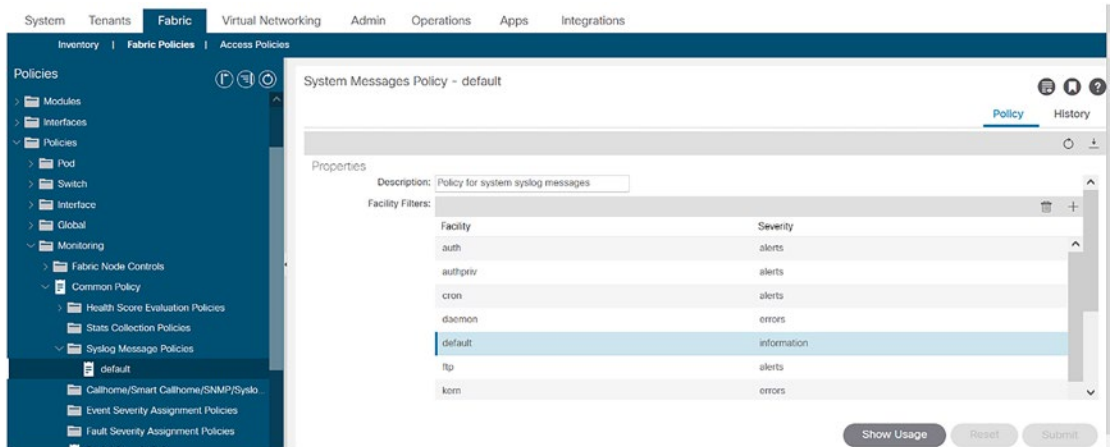 System Tenants Fabric Virtual Networking Admin Operations Apps Integrations
Inventory | Fabric Policies | Access Policies
Policies
Modules
Interfaces
Policies
Pod
Switch
Interface
Global
Monitoring
Fabric Node Controls
Common Policy
Health Score Evaluation Policies
Stats Collection Policies
Syslog Message Policies
default
Callhome/Smart Callhome/SNMP/Syslo...
Event Severity Assignment Policies
Fault Severity Assignment Policies
System Messages Policy - default
Policy History
Properties
Description: Policy for system syslog messages
Facility Filters:
Facility Severity
auth alerts
authpriv alerts
cron alerts
daemon errors
default information
ftp alerts
kern errors
Show Usage Reset Submit